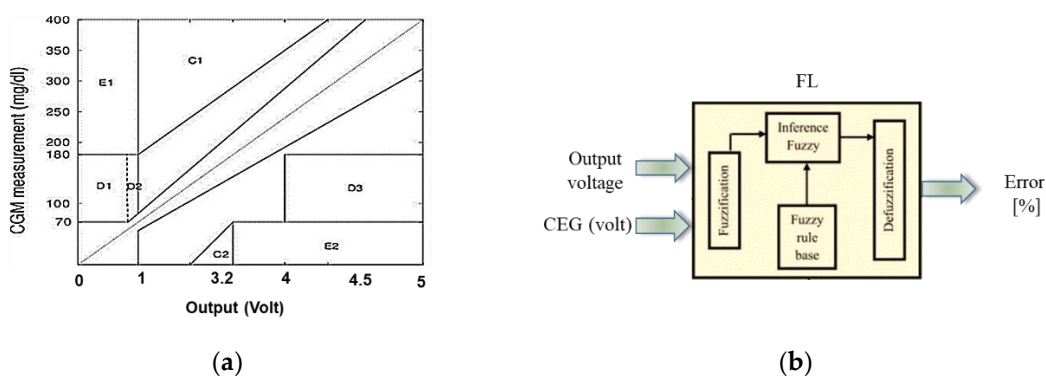 400
350
300
250
200
180
100
70
CGM measurement (mg/dl)
E1
C1
D1
D2
D3
C2
E2
0
1
3.2
4
4.5
5
Output (Volt)
(a)
FL
Output
voltage
CEG (volt)
Fuzzification
Inference
Fuzzy
Fuzzy
rule
base
Defuzzification
Error
[%]
(b)